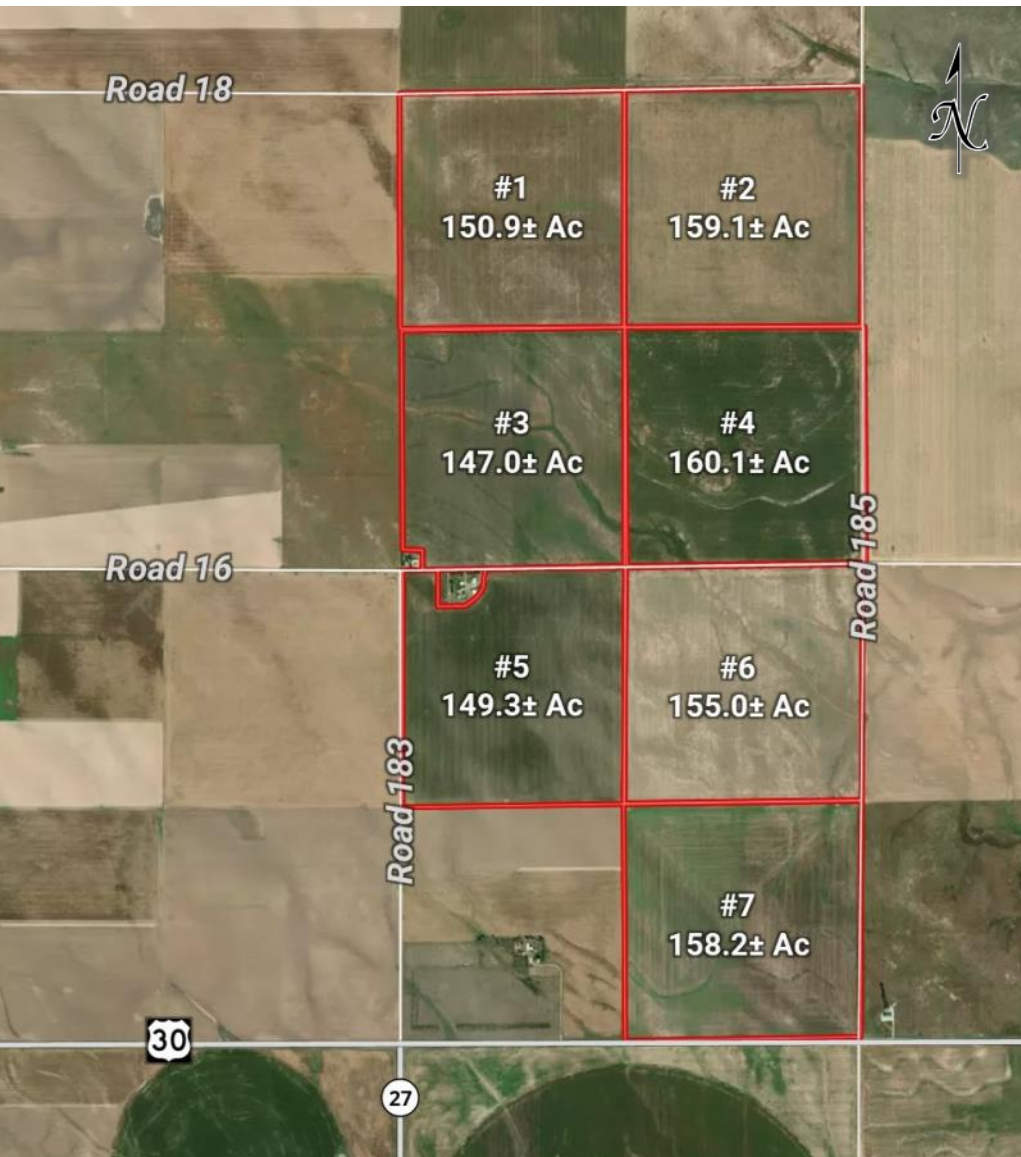 Road 18
N
#1
150.9± Ac
#2
159.1± Ac
#3
147.0± Ac
#4
160.1± Ac
Road 185
Road 16
#5
149.3± Ac
#6
155.0± Ac
Road 183
#7
158.2± Ac
30
27